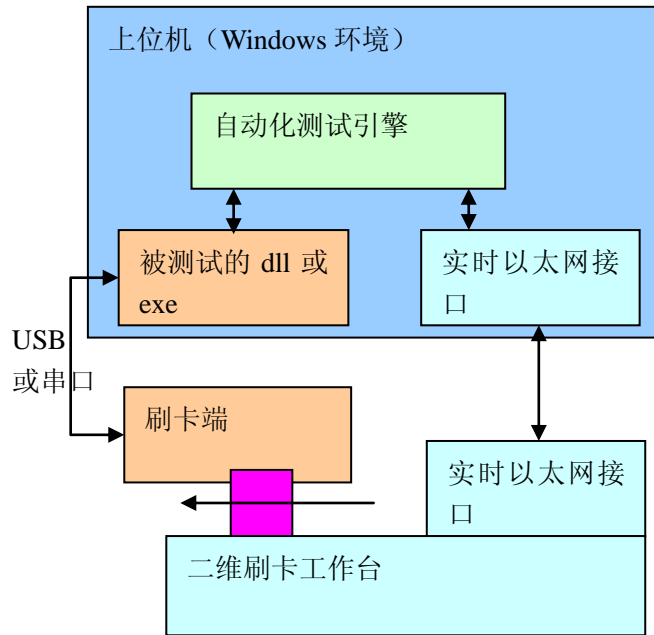 上位机（Windows 环境）
自动化测试引擎
被测试的 dll 或
exe
实时以太网接
口
USB
或串口
刷卡端
实时以太网接
口
二维刷卡工作台